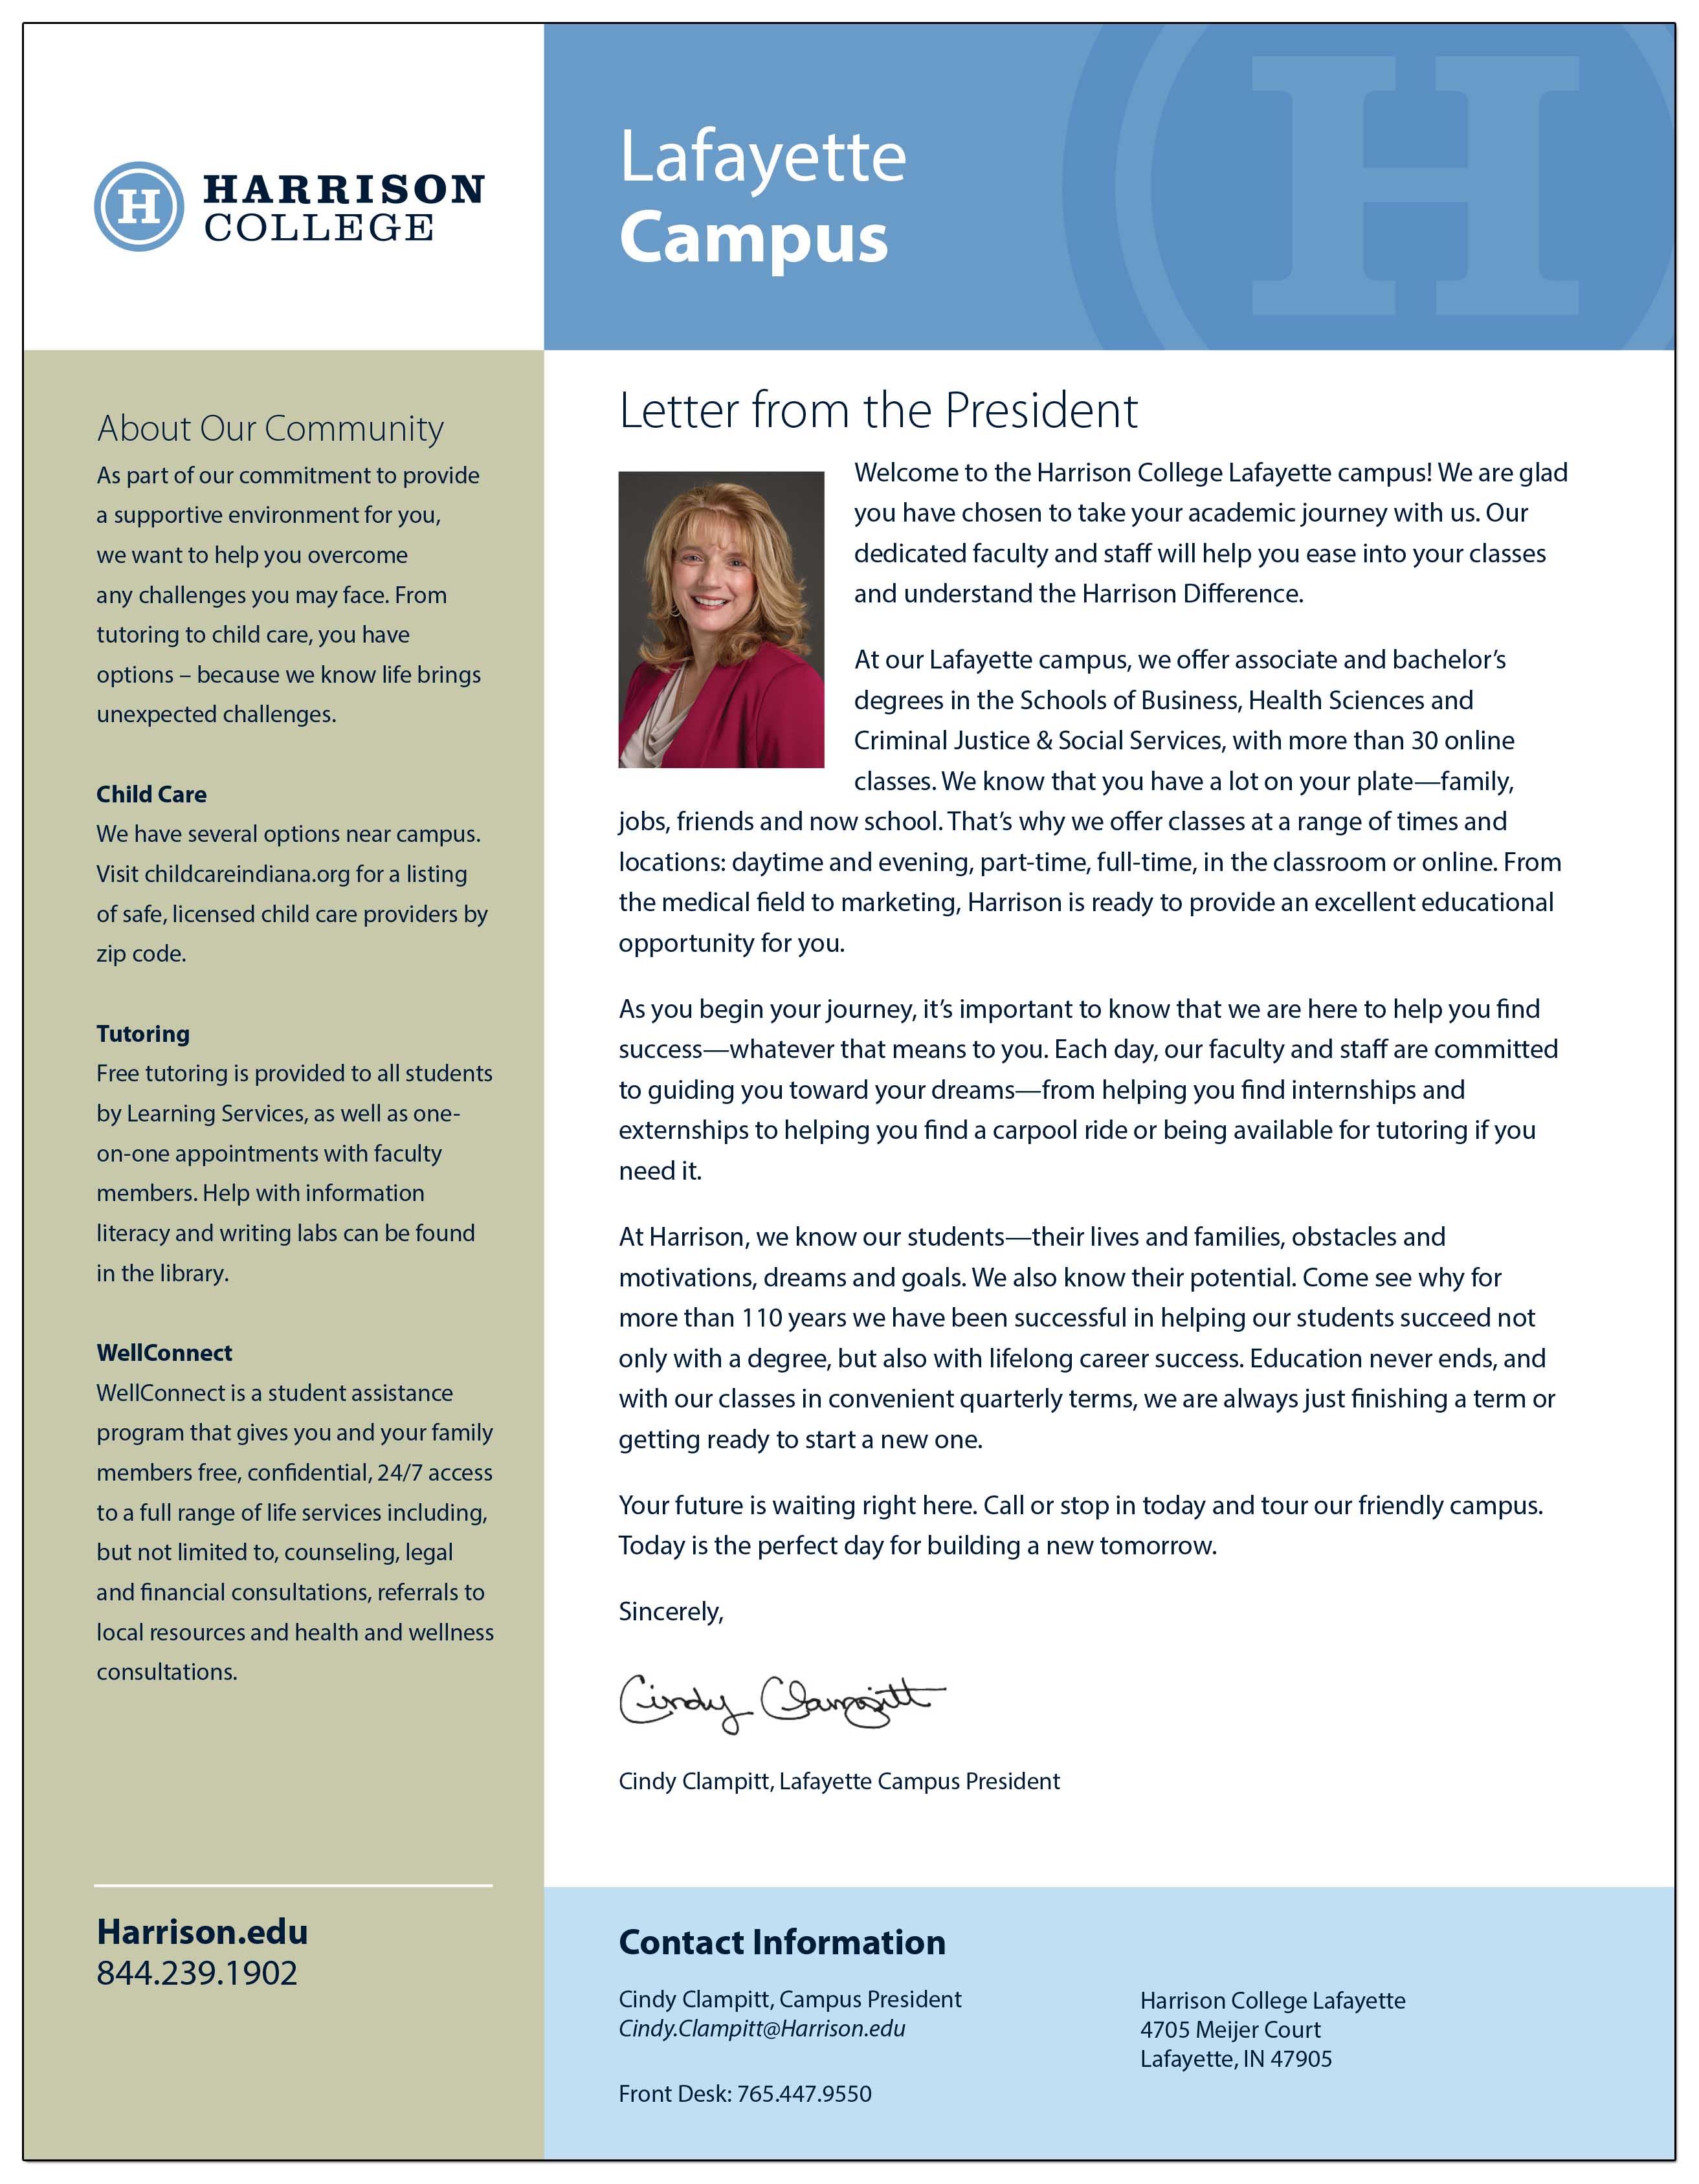 HARRISON
COLLEGE
Lafayette
Campus
About Our Community
As part of our commitment to provide
a supportive environment for you,
we want to help you overcome
any challenges you may face. From
tutoring to child care, you have
options – because we know life brings
unexpected challenges.
Child Care
We have several options near campus.
Visit childcareindiana.org for a listing
of safe, licensed child care providers by
zip code.
Tutoring
Free tutoring is provided to all students
by Learning Services, as well as one-
on-one appointments with faculty
members. Help with information
literacy and writing labs can be found
in the library.
WellConnect
WellConnect is a student assistance
program that gives you and your family
members free, confidential, 24/7 access
to a full range of life services including,
but not limited to, counseling, legal
and financial consultations, referrals to
local resources and health and wellness
consultations.
Harrison.edu
844.239.1902
Letter from the President
Welcome to the Harrison College Lafayette campus! We are glad
you have chosen to take your academic journey with us. Our
dedicated faculty and staff will help you ease into your classes
and understand the Harrison Difference.
At our Lafayette campus, we offer associate and bachelor’s
degrees in the Schools of Business, Health Sciences and
Criminal Justice & Social Services, with more than 30 online
classes. We know that you have a lot on your plate—family,
jobs, friends and now school. That’s why we offer classes at a range of times and
locations: daytime and evening, part-time, full-time, in the classroom or online. From
the medical field to marketing, Harrison is ready to provide an excellent educational
opportunity for you.
As you begin your journey, it’s important to know that we are here to help you find
success—whatever that means to you. Each day, our faculty and staff are committed
to guiding you toward your dreams—from helping you find internships and
externships to helping you find a carpool ride or being available for tutoring if you
need it.
At Harrison, we know our students—their lives and families, obstacles and
motivations, dreams and goals. We also know their potential. Come see why for
more than 110 years we have been successful in helping our students succeed not
only with a degree, but also with lifelong career success. Education never ends, and
with our classes in convenient quarterly terms, we are always just finishing a term or
getting ready to start a new one.
Your future is waiting right here. Call or stop in today and tour our friendly campus.
Today is the perfect day for building a new tomorrow.
Sincerely,
Cindy Clampitt
Cindy Clampitt, Lafayette Campus President
Contact Information
Cindy Clampitt, Campus President
Cindy.Clampitt@Harrison.edu
Front Desk: 765.447.9550
Harrison College Lafayette
4705 Meijer Court
Lafayette, IN 47905